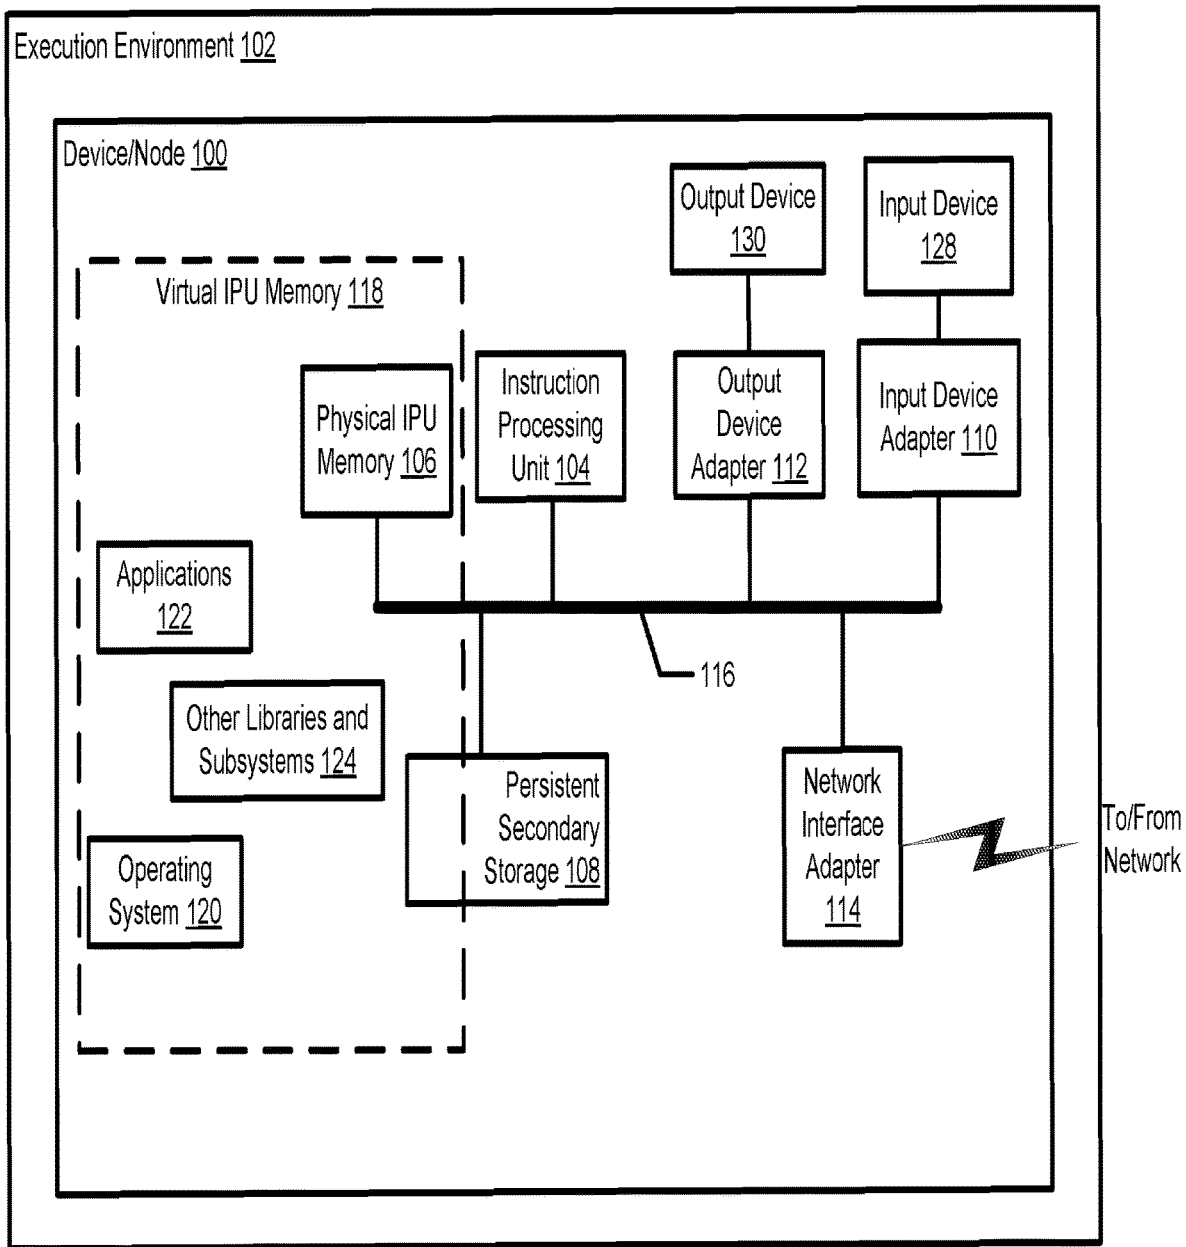 Execution Environment 102
Device/Node 100
Output Device
130
Input Device
128
Virtual IPU Memory 118
Physical IPU
Memory 106
Instruction
Processing
Unit 104
Output
Device
Adapter 112
Input Device
Adapter 110
Applications
122
116
Other Libraries and
Subsystems 124
Persistent
Secondary
Storage 108
Network
Interface
Adapter
114
To/From
Network
Operating
System 120